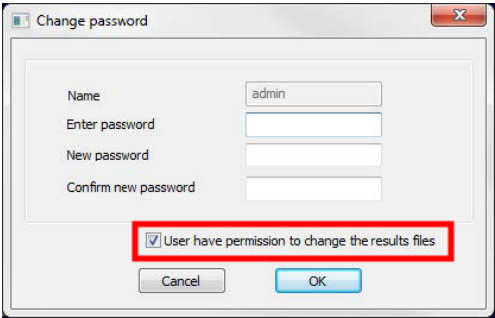 Change password
Name
admin
Enter password
New password
Confirm new password
User have permission to change the results files
Cancel
OK